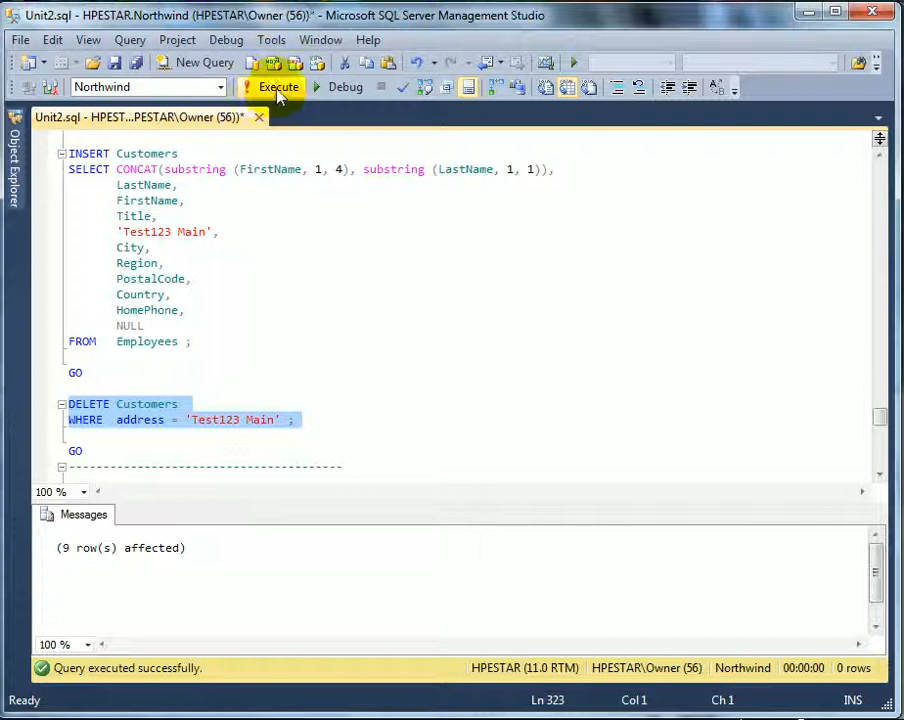 Unit2.sql - HPESTAR.Northwind (HPESTAR\Owner (56))* - Microsoft SQL Server Management Studio
File Edit View Query Project Debug Tools Window Help
New Query
Northwind Execute Debug
Unit2.sql - HPEST...PESTAR\Owner (56))*
Object Explorer
INSERT Customers
SELECT CONCAT(substring (FirstName, 1, 4), substring (LastName, 1, 1)),
LastName,
FirstName,
Title,
'Test123 Main',
City,
Region,
PostalCode,
Country,
HomePhone,
NULL
FROM Employees ;
GO
DELETE Customers
WHERE address = 'Test123 Main' ;
GO
---------------------------------------
100 %
Messages
(9 row(s) affected)
100 %
Query executed successfully. HPESTAR (11.0 RTM) HPESTAR\Owner (56) Northwind 00:00:00 0 rows
Ready Ln 323 Col 1 Ch 1 INS